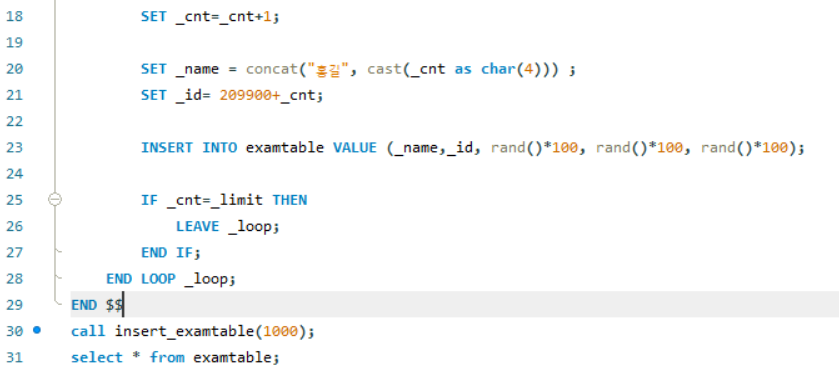 18 SET _cnt=_cnt+1;
19
20 SET _name = concat("홍길", cast(_cnt as char(4))) ;
21 SET _id= 209900+_cnt;
22
23 INSERT INTO examtable VALUE (_name,_id, rand()*100, rand()*100, rand()*100);
24
25 IF _cnt=_limit THEN
26 LEAVE _loop;
27 END IF;
28 END LOOP _loop;
29 END $$
30 call insert_examtable(1000);
31 select * from examtable;